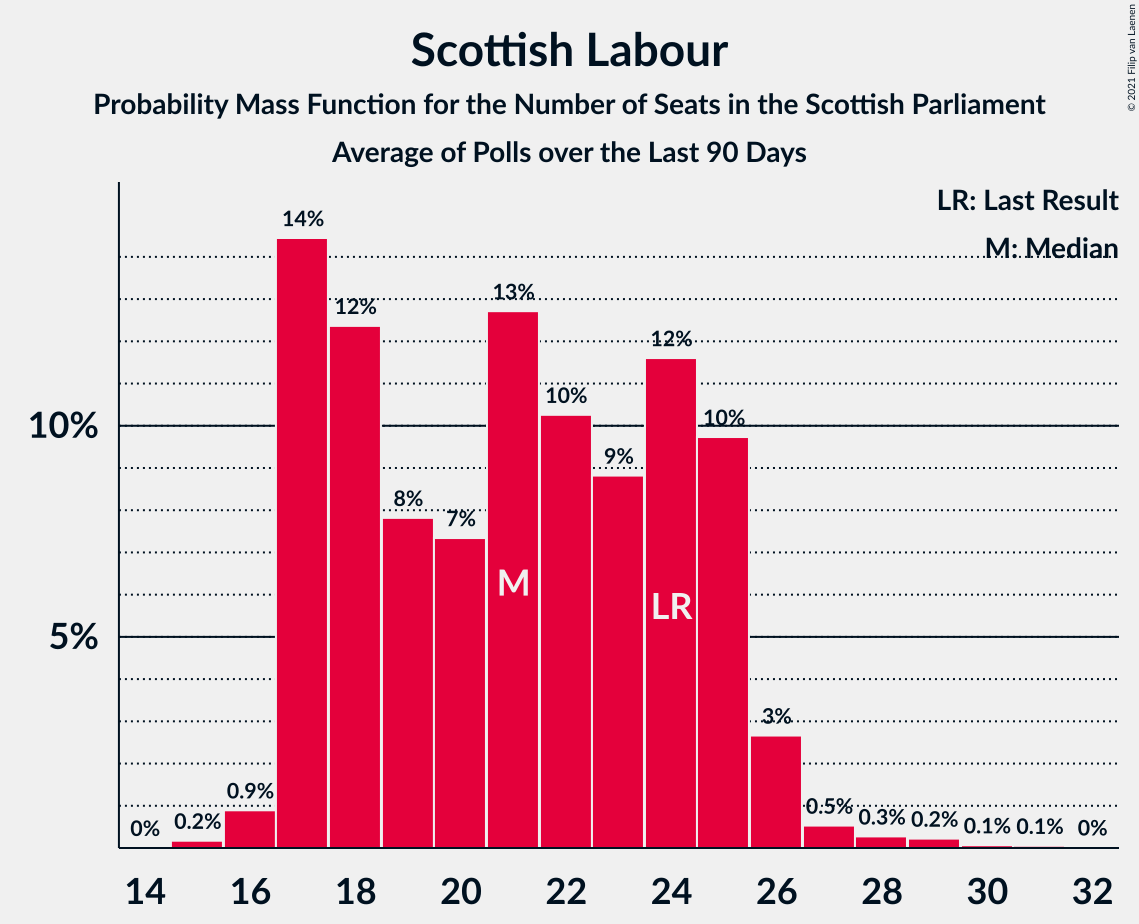 Scottish Labour
Probability Mass Function for the Number of Seats in the Scottish Parliament
Average of Polls over the Last 90 Days
© 2021 Filip van Laenen
LR: Last Result
M: Median
14%
12%
8%
7%
13%
10%
9%
12%
10%
3%
0%
0.2%
0.9%
0.5%
0.3%
0.2%
0.1%
0.1%
0%
10%
5%
M
LR
14 16 18 20 22 24 26 28 30 32